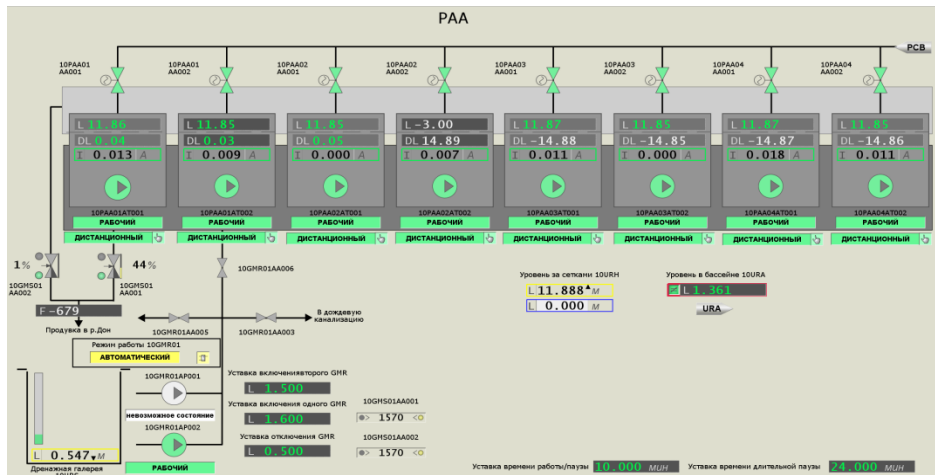 PAA
PCB
10PAA01 AA001
10PAA01 AA002
10PAA02 AA001
10PAA02 AA002
10PAA03 AA001
10PAA03 AA002
10PAA04 AA001
10PAA04 AA002
L 11.86
DL 0.04
I 0.013 A
L 11.85
DL 0.03
I 0.009 A
L 11.85
DL 0.05
I 0.000 A
L -3.00
DL 14.89
I 0.007 A
L 11.87
DL -14.88
I 0.011 A
L 11.85
DL -14.85
I 0.000 A
L 11.87
DL -14.87
I 0.018 A
L 11.85
DL -14.86
I 0.011 A
10PAA01AT001
10PAA01AT002
10PAA02AT001
10PAA02AT002
10PAA03AT001
10PAA03AT002
10PAA04AT001
10PAA04AT002
РАБОЧИЙ
РАБОЧИЙ
РАБОЧИЙ
РАБОЧИЙ
РАБОЧИЙ
РАБОЧИЙ
РАБОЧИЙ
РАБОЧИЙ
ДИСТАНЦИОННЫЙ
ДИСТАНЦИОННЫЙ
ДИСТАНЦИОННЫЙ
ДИСТАНЦИОННЫЙ
ДИСТАНЦИОННЫЙ
ДИСТАНЦИОННЫЙ
ДИСТАНЦИОННЫЙ
ДИСТАНЦИОННЫЙ
1%
44%
10GMS01 AA002
10GMS01 AA001
F -679
Продувка в р.Дон
10GMR01AA006
10GMR01AA005
10GMR01AA003
В дождевую
канализацию
Уровень за сетками 10URH
L 11.888 М
L 0.000 М
Уровень в бассейне 10URA
L 1.361
URA
Режим работы 10GMR01
АВТОМАТИЧЕСКИЙ
10GMR01AP001
невозможное состояние
10GMR01AP002
РАБОЧИЙ
L 0.547 М
Дренажная галерея
Уставка включениявторого GMR
L 1.500
Уставка включения одного GMR
L 1.600
Уставка отключения GMR
L 0.500
10GMS01AA001
1570
10GMS01AA002
1570
Уставка времени работы/паузы 10.000 МИН
Уставка времени длительной паузы 24.000 МИН